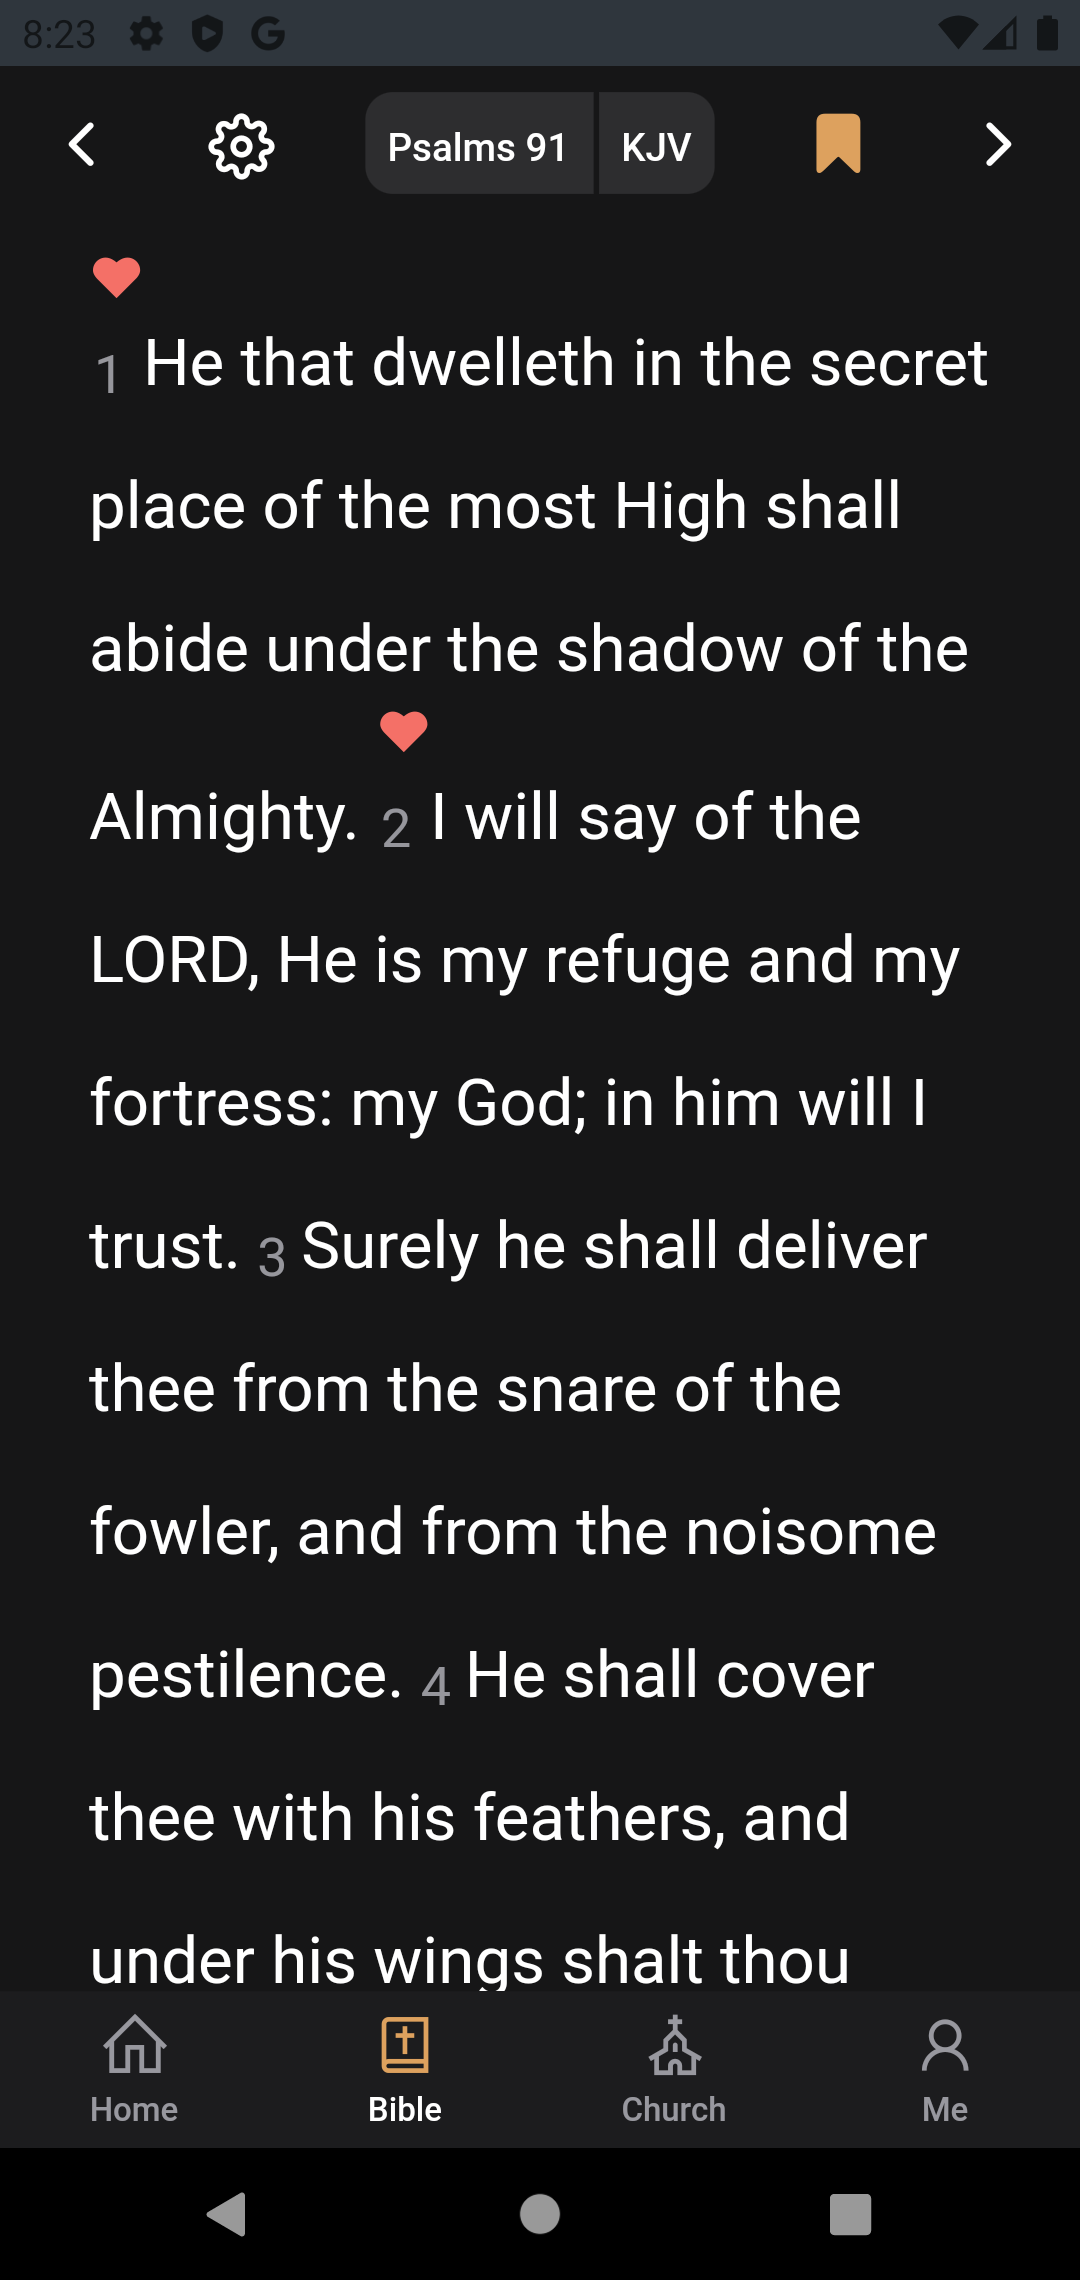 8:23
Psalms 91 KJV
1 He that dwelleth in the secret
place of the most High shall
abide under the shadow of the
Almighty. 2 I will say of the
LORD, He is my refuge and my
fortress: my God; in him will I
trust. 3 Surely he shall deliver
thee from the snare of the
fowler, and from the noisome
pestilence. 4 He shall cover
thee with his feathers, and
under his wings shalt thou
Home Bible Church Me